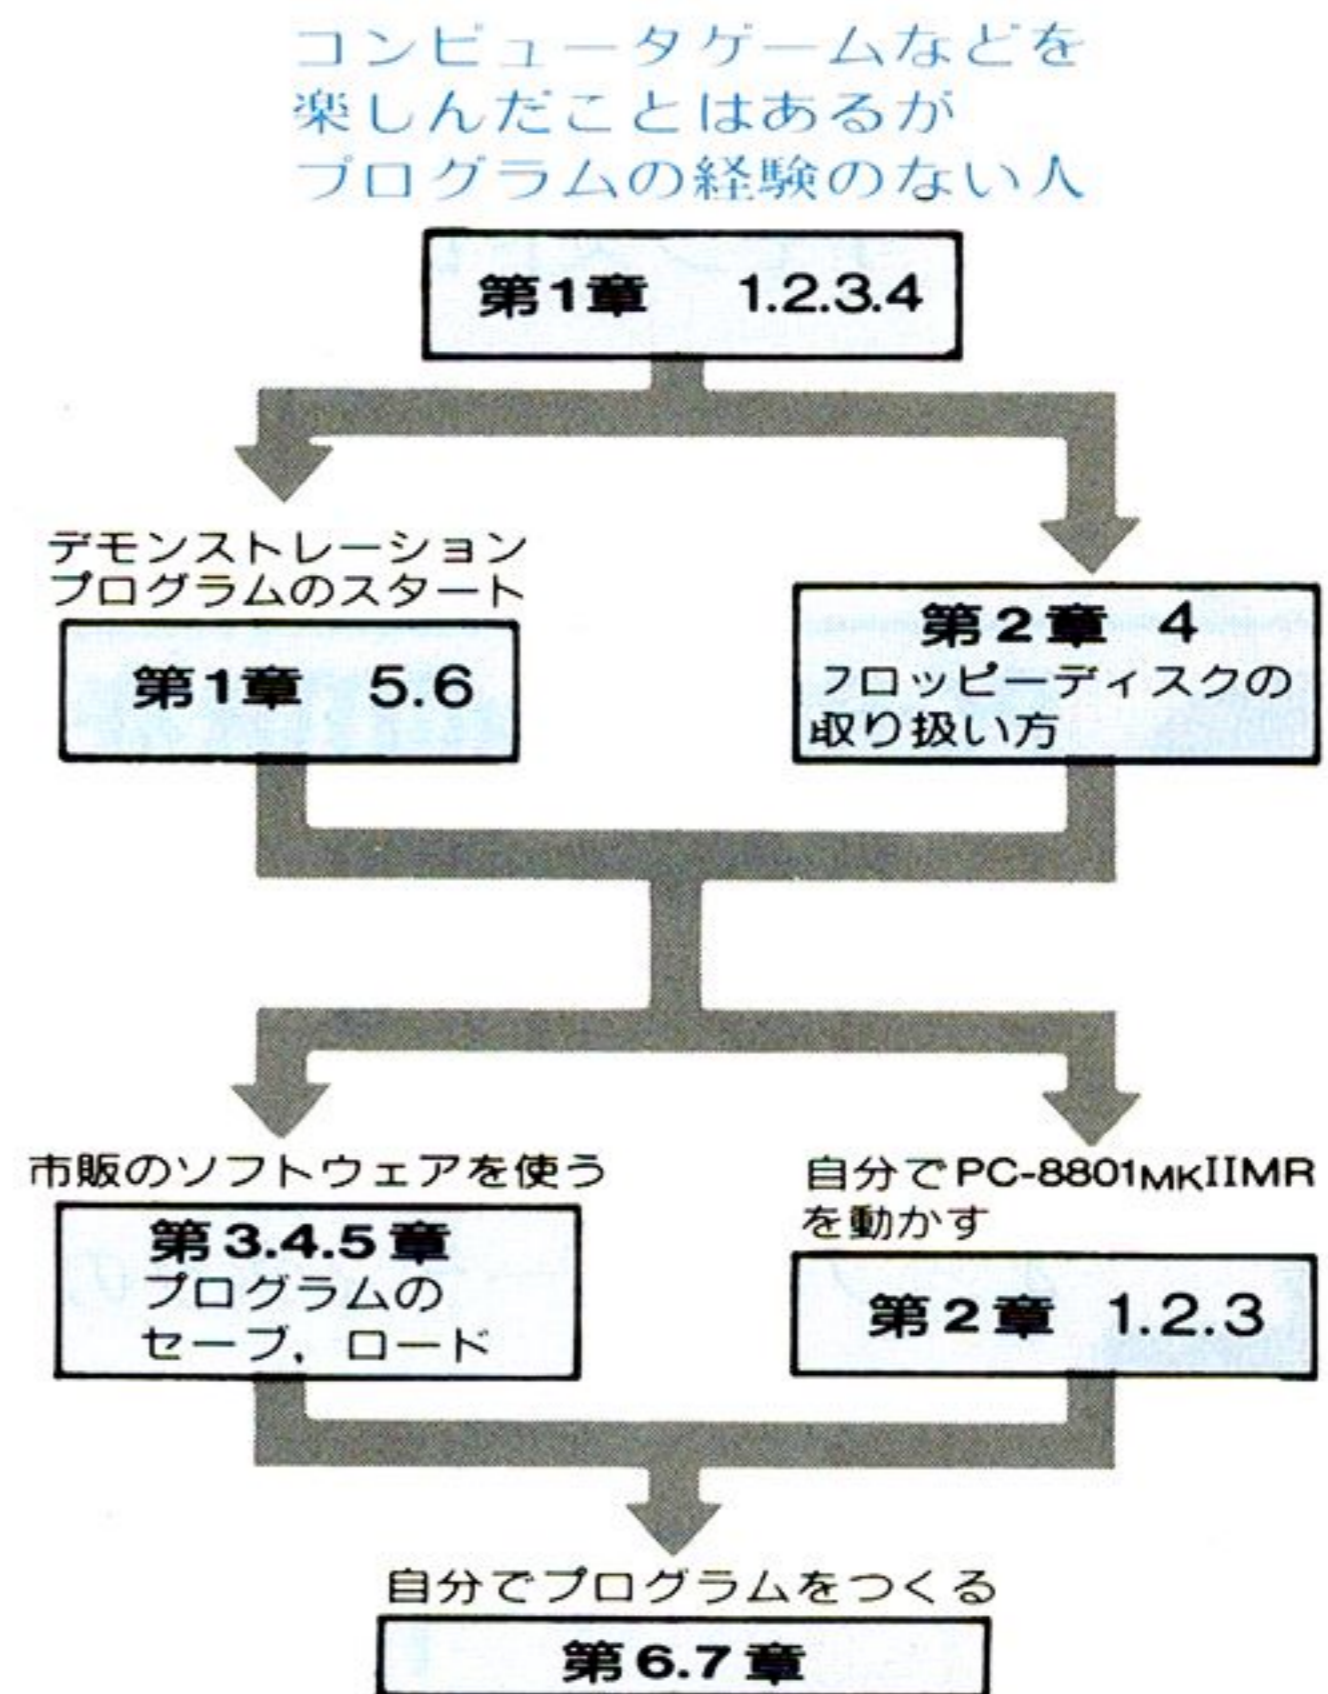 コンピュータゲームなどを
楽しんだことはあるが
プログラムの経験のない人
第1章 1.2.3.4
デモンストレーション
プログラムのスタート
第1章 5.6
第2章 4
フロッピーディスクの
取り扱い方
市販のソフトウェアを使う
第3.4.5章
プログラムの
セーブ，ロード
自分でPC-8801MKIIMR
を動かす
第2章 1.2.3
自分でプログラムをつくる
第6.7章